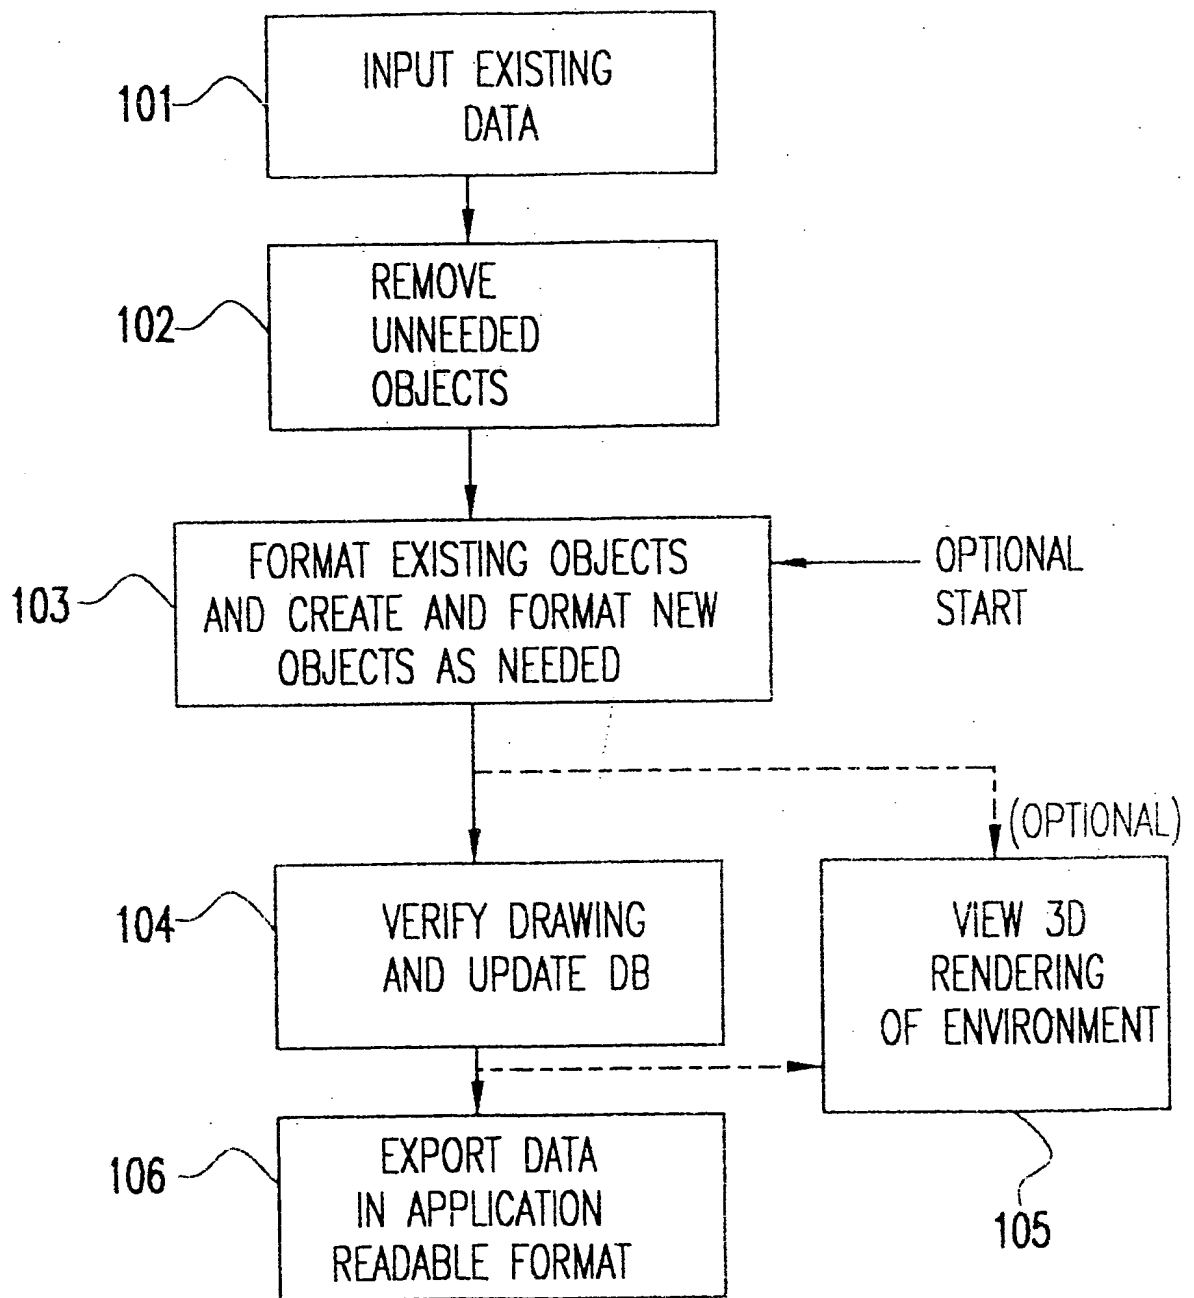 101
INPUT EXISTING
DATA
102
REMOVE
UNNEEDED
OBJECTS
103
FORMAT EXISTING OBJECTS
AND CREATE AND FORMAT NEW
OBJECTS AS NEEDED
OPTIONAL
START
104
VERIFY DRAWING
AND UPDATE DB
(OPTIONAL)
VIEW 3D
RENDERING
OF ENVIRONMENT
105
106
EXPORT DATA
IN APPLICATION
READABLE FORMAT